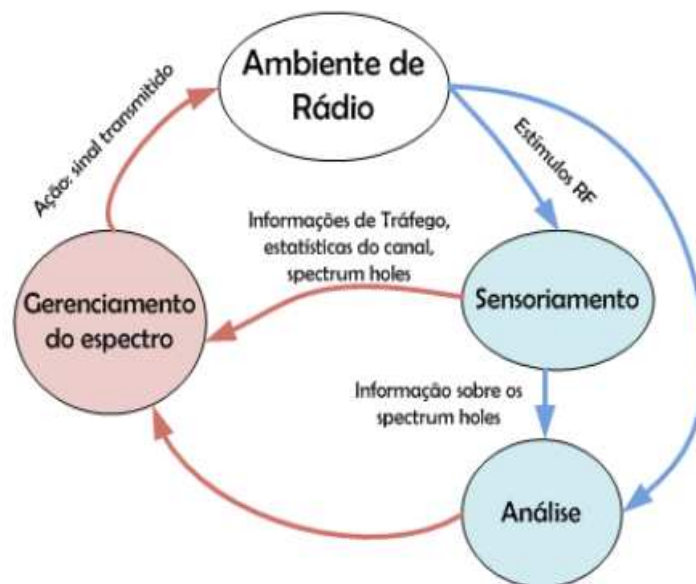 Ambiente de
Rádio
Ação: sinal transmitido
Estímulos RF
Informações de Tráfego,
estatísticas do canal,
spectrum holes
Gerenciamento
do espectro
Sensoriamento
Informação sobre os
spectrum holes
Análise